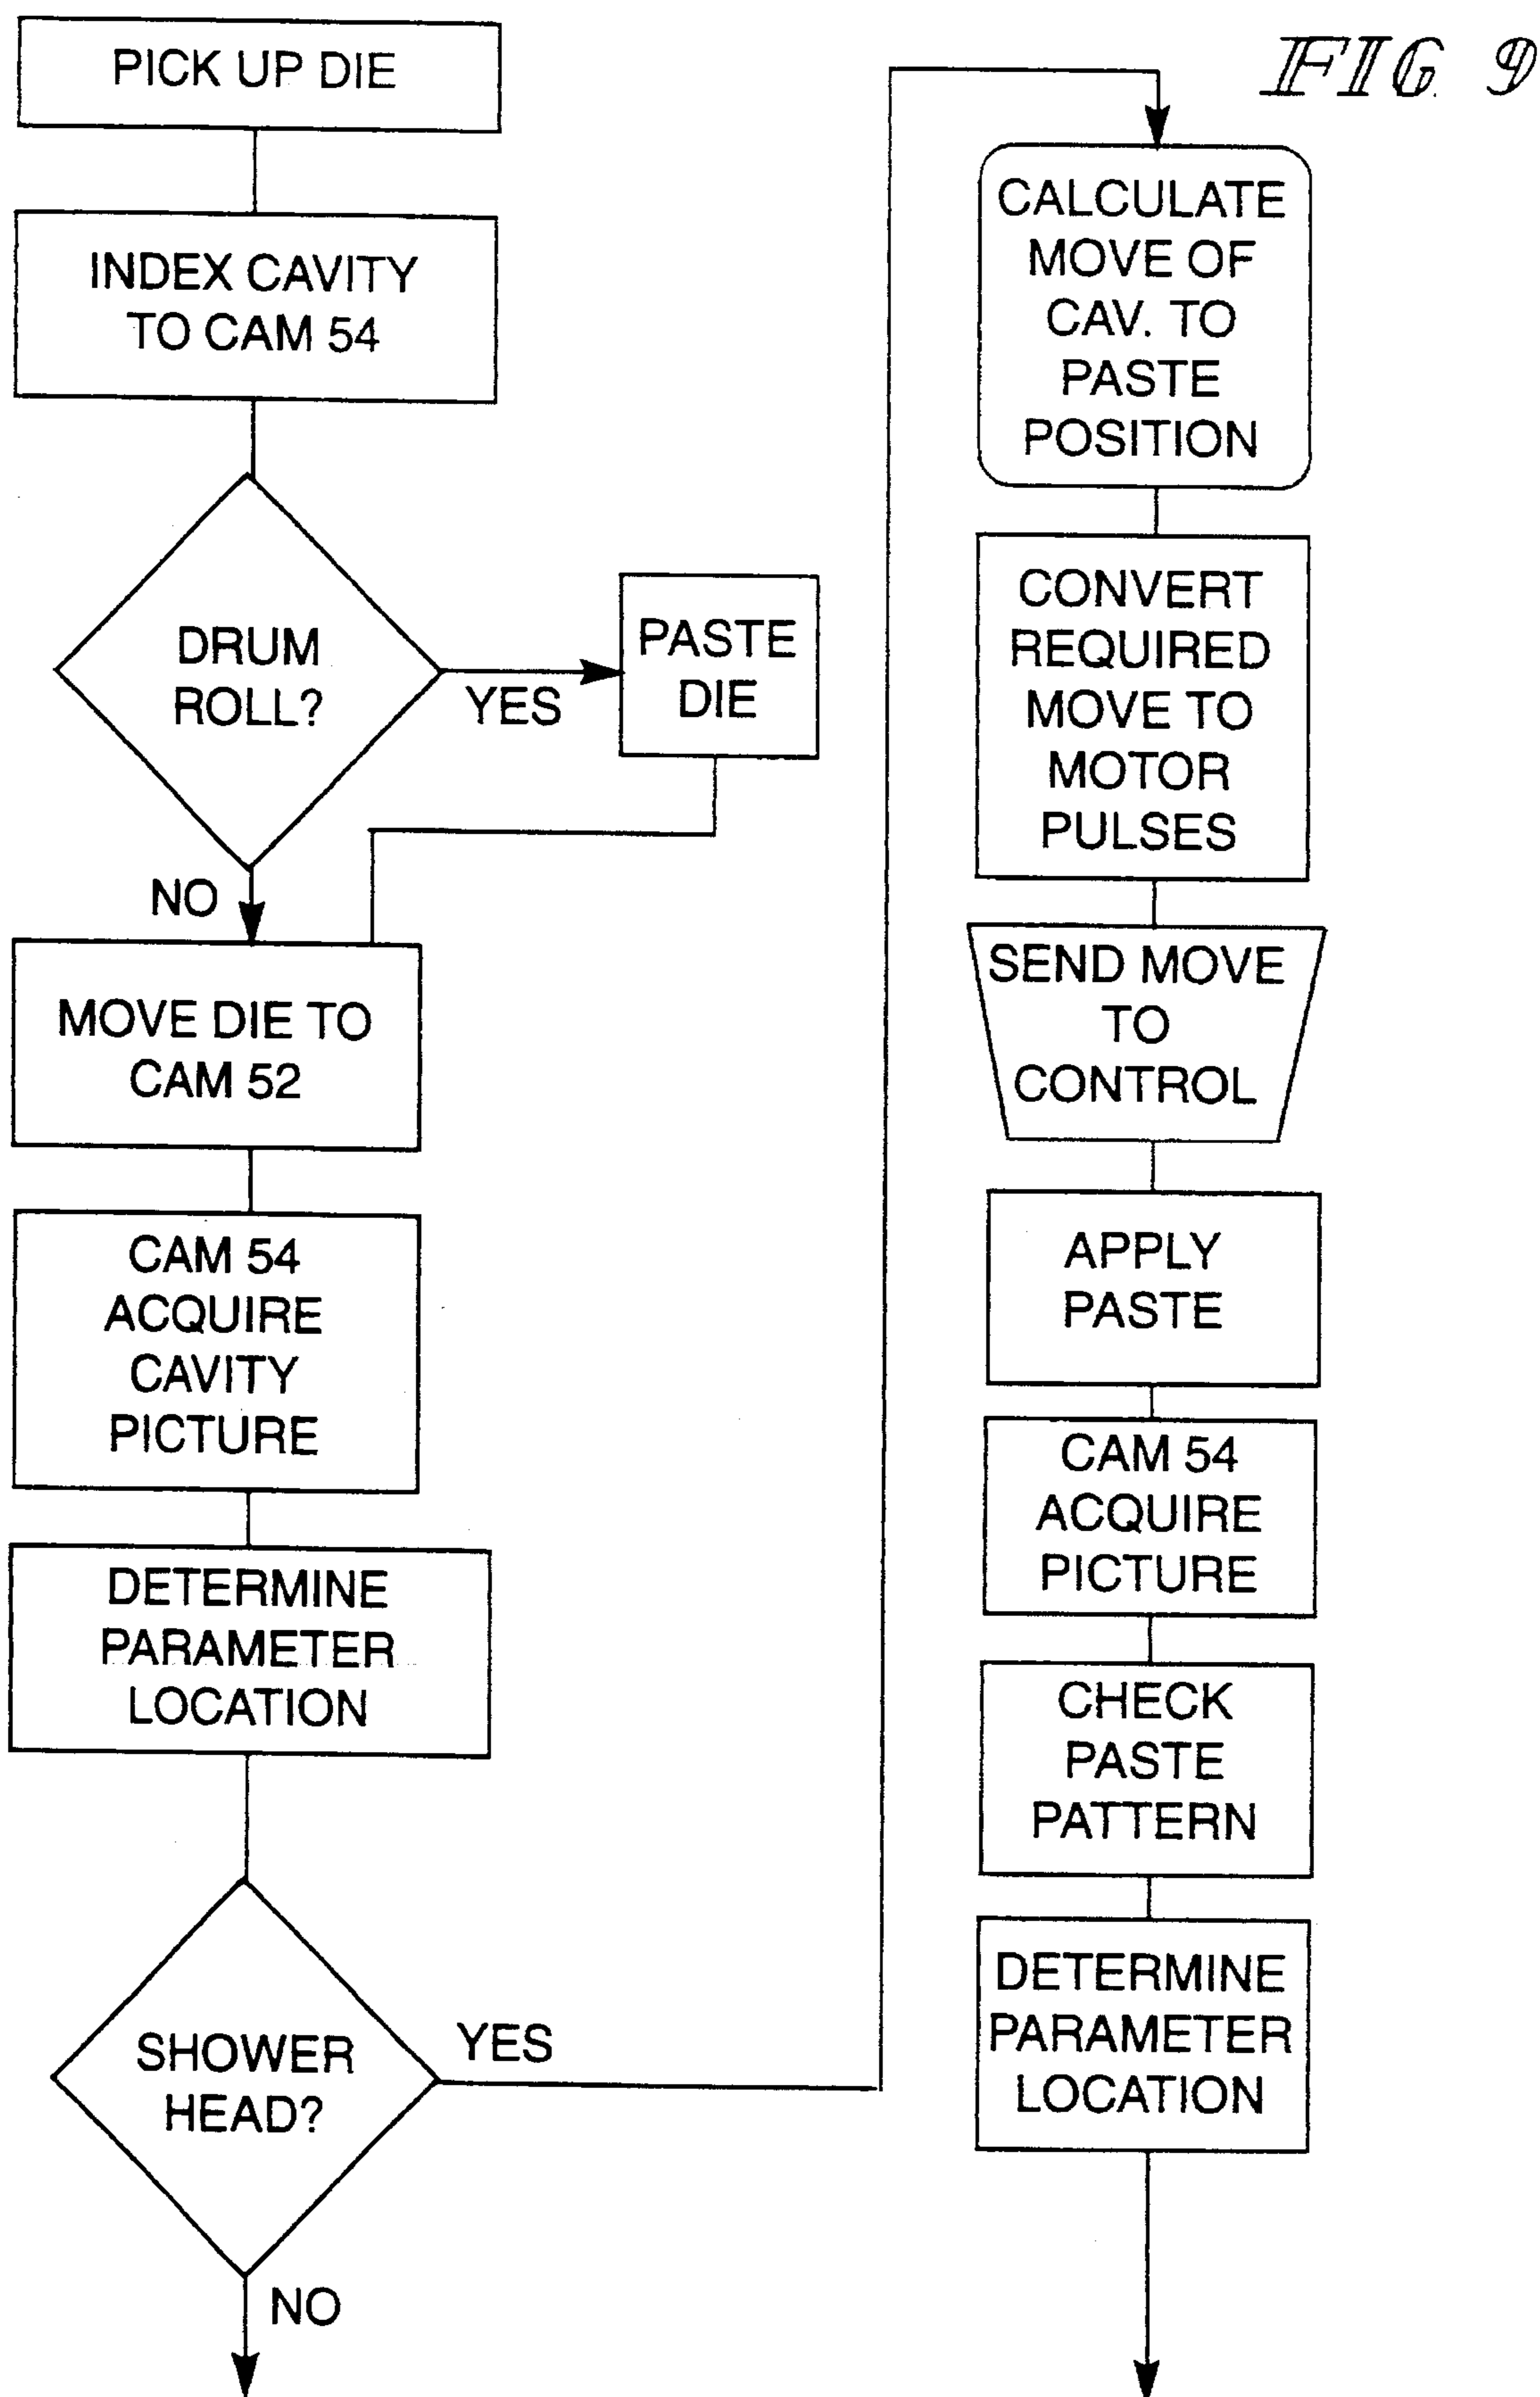 FIG. 9
PICK UP DIE
INDEX CAVITY
TO CAM 54
DRUM
ROLL?
YES
PASTE
DIE
NO
MOVE DIE TO
CAM 52
CAM 54
ACQUIRE
CAVITY
PICTURE
DETERMINE
PARAMETER
LOCATION
SHOWER
HEAD?
YES
NO
CALCULATE
MOVE OF
CAV. TO
PASTE
POSITION
CONVERT
REQUIRED
MOVE TO
MOTOR
PULSES
SEND MOVE
TO
CONTROL
APPLY
PASTE
CAM 54
ACQUIRE
PICTURE
CHECK
PASTE
PATTERN
DETERMINE
PARAMETER
LOCATION